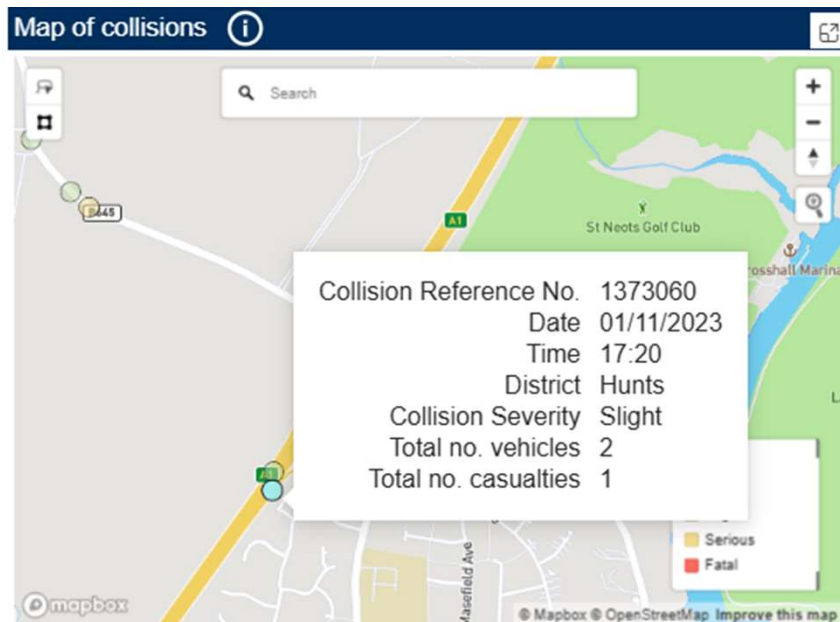 Map of collisions
Search
A1
St Neots Golf Club
rosshall Marina
Collision Reference No. 1373060
Date 01/11/2023
Time 17:20
District Hunts
Collision Severity Slight
Total no. vehicles 2
Total no. casualties 1
A1
Serious
Fatal
Masefield Ave
mapbox
© Mapbox © OpenStreetMap Improve this map